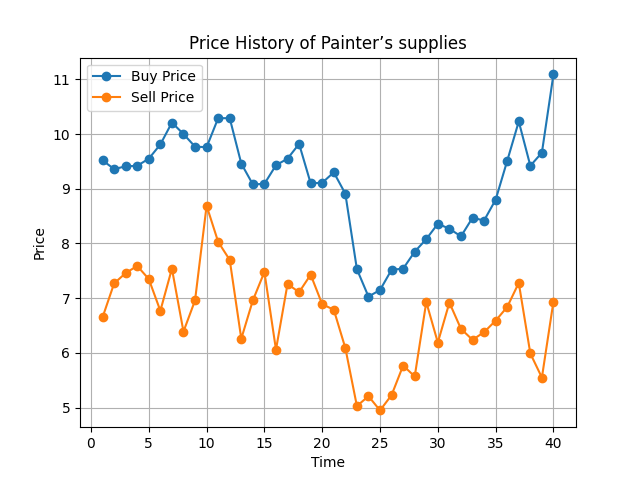 Price History of Painter’s supplies
Buy Price
Sell Price
Price
11
10
9
8
7
6
5
0 5 10 15 20 25 30 35 40
Time